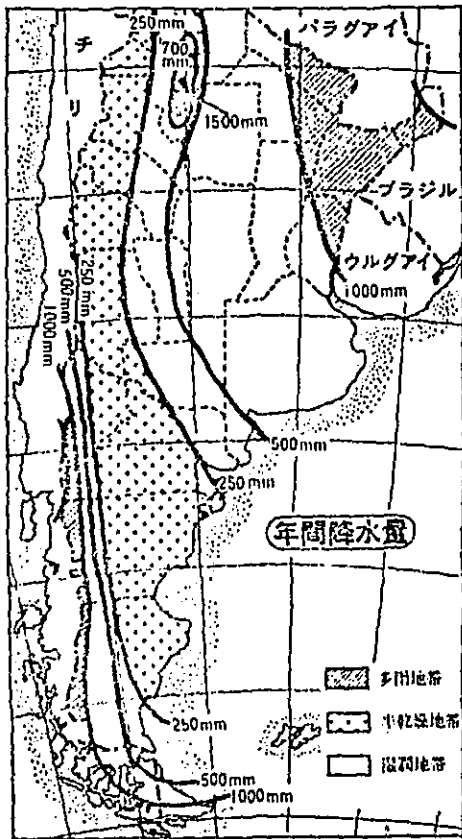 250mm
パラグアイ
チ
リ
700
mm
1500mm
ブラジル
ウルグアイ
1000mm
250mm
500mm
1000mm
500mm
250mm
年間降水量
多雨地帯
半乾燥地帯
湿潤地帯
250mm
500mm
1000mm